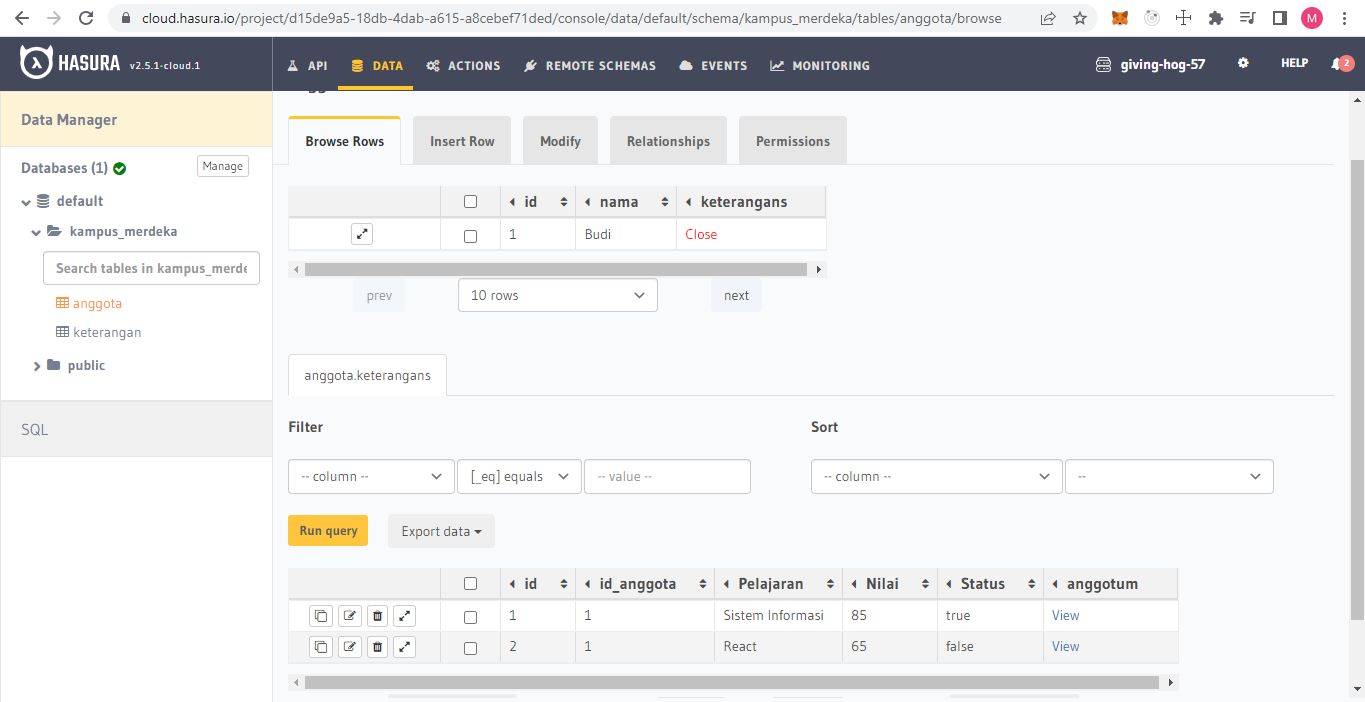 cloud.hasura.io/project/d15de9a5-18db-4dab-a615-a8cebef71ded/console/data/default/schema/kampus_merdeka/tables/anggota/browse
M
HASURA v2.5.1-cloud.1
API DATA ACTIONS REMOTE SCHEMAS EVENTS MONITORING giving-hog-57 HELP 2
Data Manager
Databases (1) Manage
default
kampus_merdeka
Search tables in kampus_merde
anggota
keterangan
public
SQL
Browse Rows Insert Row Modify Relationships Permissions
id nama keterangans
1 Budi Close
prev 10 rows next
anggota.keterangans
Filter Sort
-- column -- [_eq] equals -- value -- -- column -- --
Run query Export data
id id_anggota Pelajaran Nilai Status anggotum
1 1 Sistem Informasi 85 true View
2 1 React 65 false View